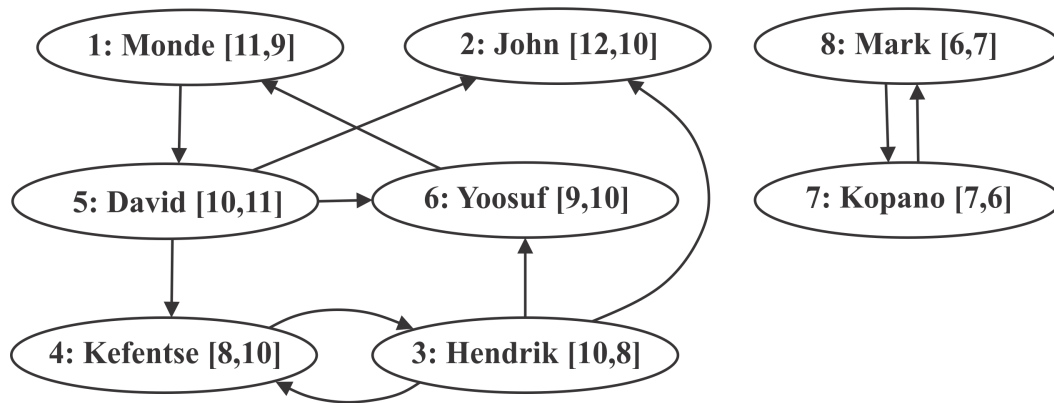 1: Monde [11,9]
2: John [12,10]
8: Mark [6,7]
5: David [10,11]
6: Yoosuf [9,10]
7: Kopano [7,6]
4: Kefentse [8,10]
3: Hendrik [10,8]